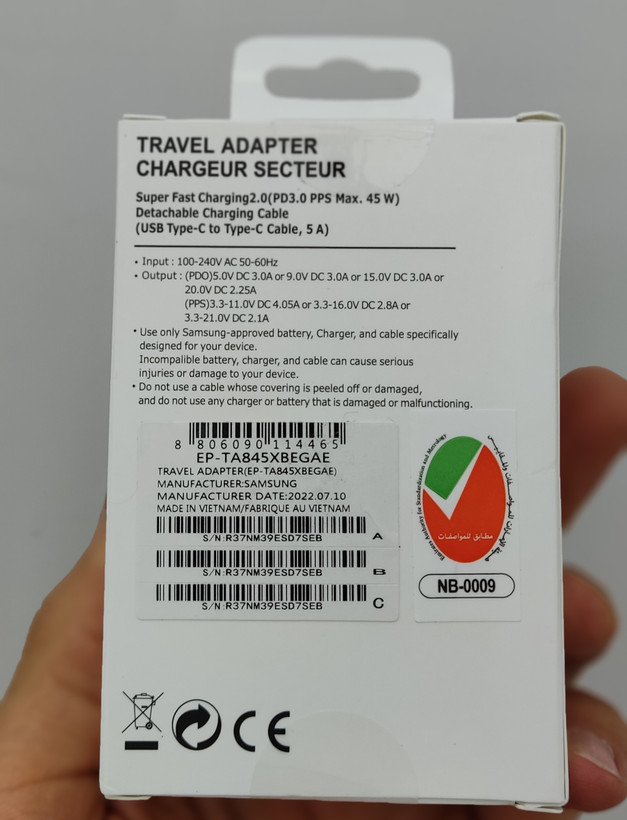 TRAVEL ADAPTER
CHARGEUR SECTEUR
Super Fast Charging2.0(PD3.0 PPS Max. 45 W)
Detachable Charging Cable
(USB Type-C to Type-C Cable, 5 A)
• Input : 100-240V AC 50-60Hz
• Output : (PDO)5.0V DC 3.0A or 9.0V DC 3.0A or 15.0V DC 3.0A or
20.0V DC 2.25A
(PPS)3.3-11.0V DC 4.05A or 3.3-16.0V DC 2.8A or
3.3-21.0V DC 2.1A
• Use only Samsung-approved battery, Charger, and cable specifically
designed for your device.
Incompalible battery, charger, and cable can cause serious
injuries or damage to your device.
• Do not use a cable whose covering is peeled off or damaged,
and do not use any charger or battery that is damaged or malfunctioning.
8 806090 114465
EP-TA845XBEGAE
TRAVEL ADAPTER(EP-TA845XBEGAE)
MANUFACTURER:SAMSUNG
MANUFACTURER DATE:2022.07.10
MADE IN VIETNAM/FABRIQUE AU VIETNAM
S/N:R37NM39ESD7SEB A
S/N:R37NM39ESD7SEB B
S/N:R37NM39ESD7SEB C
Emirates Authority for Standardization and Metrology
مطابق للمواصفات
NB-0009
CE